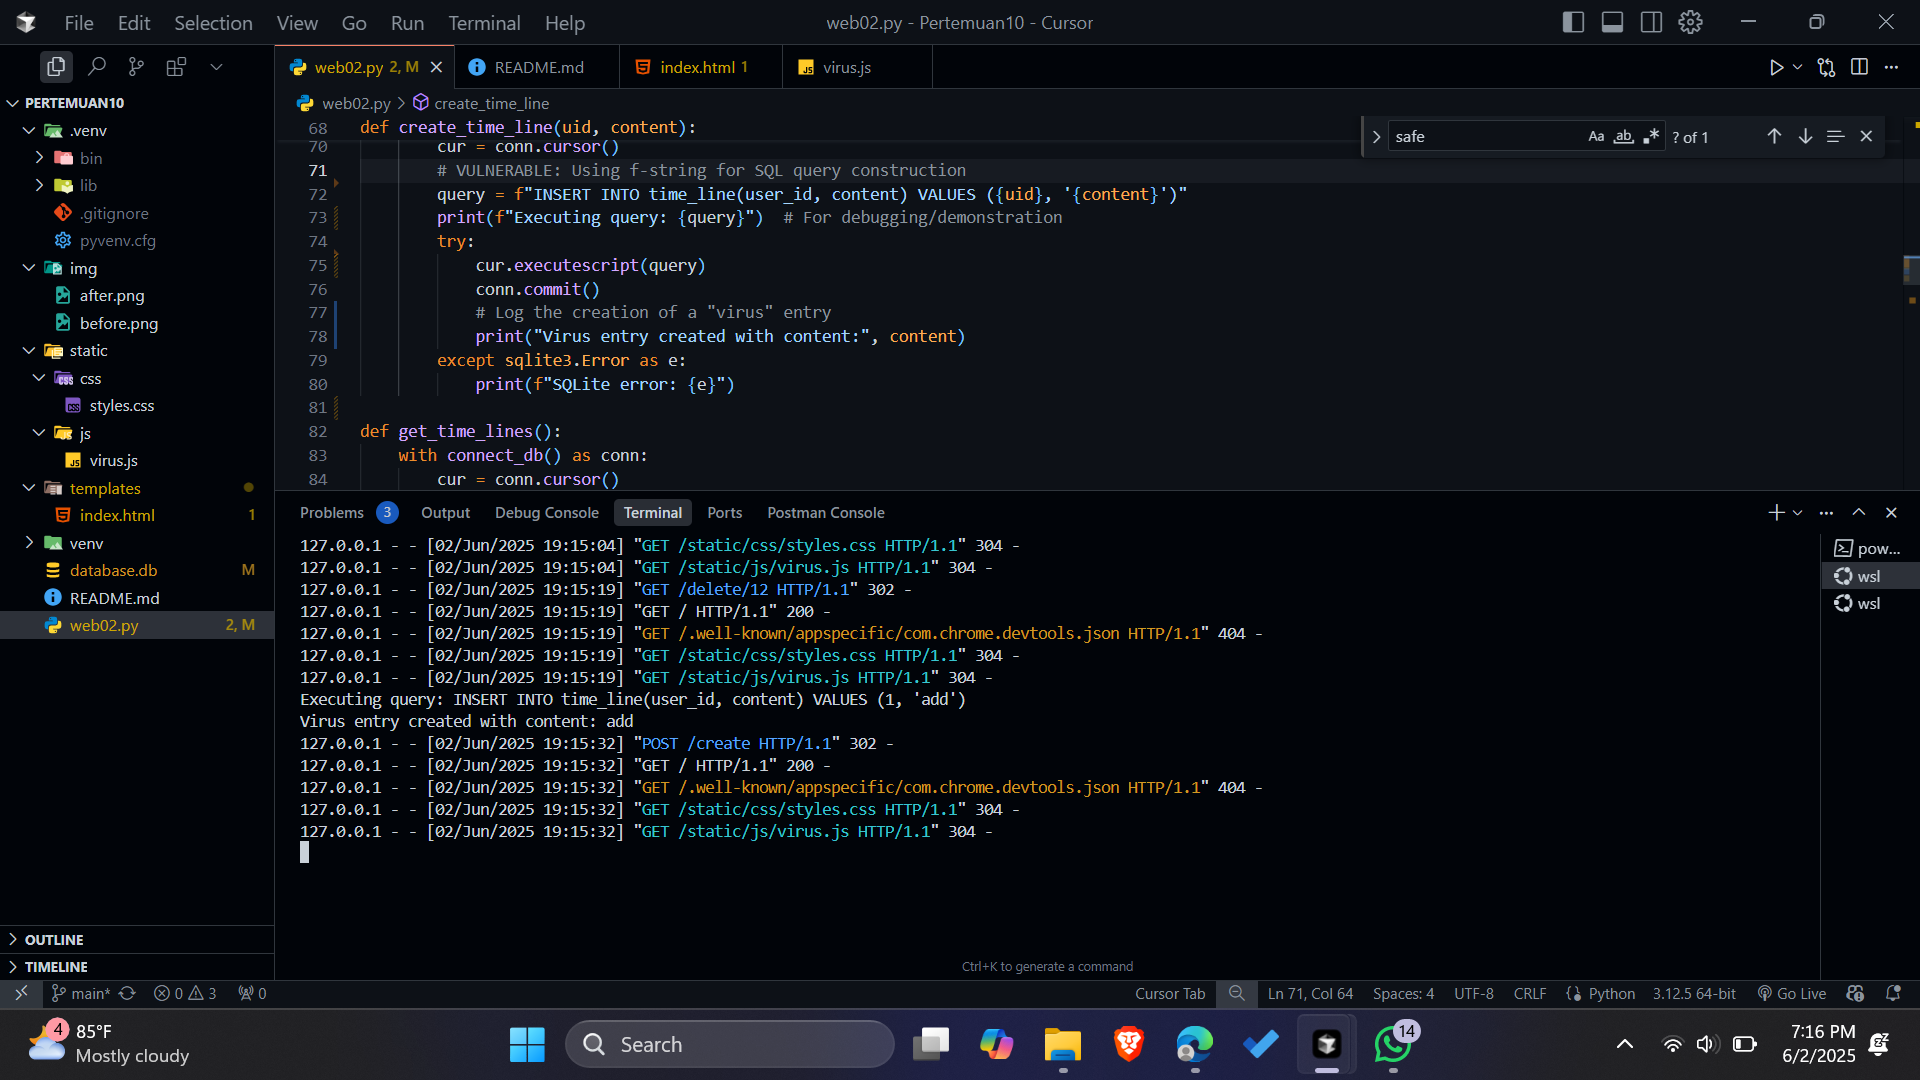 File Edit Selection View Go Run Terminal Help
web02.py - Pertemuan10 - Cursor
PERTEMUAN10
.venv
bin
lib
.gitignore
pyvenv.cfg
img
after.png
before.png
static
css
styles.css
js
virus.js
templates
index.html 1
venv
database.db M
README.md
web02.py 2, M
OUTLINE
TIMELINE
web02.py 2, M
README.md
index.html 1
virus.js
web02.py > create_time_line
safe
Aa ab .*
? of 1
68 def create_time_line(uid, content):
70 cur = conn.cursor()
71 # VULNERABLE: Using f-string for SQL query construction
72 query = f"INSERT INTO time_line(user_id, content) VALUES ({uid}, '{content}')"
73 print(f"Executing query: {query}")  # For debugging/demonstration
74 try:
75 cur.executescript(query)
76 conn.commit()
77 # Log the creation of a "virus" entry
78 print("Virus entry created with content:", content)
79 except sqlite3.Error as e:
80 print(f"SQLite error: {e}")
81
82 def get_time_lines():
83 with connect_db() as conn:
84 cur = conn.cursor()
Problems 3 Output Debug Console Terminal Ports Postman Console
127.0.0.1 - - [02/Jun/2025 19:15:04] "GET /static/css/styles.css HTTP/1.1" 304 -
127.0.0.1 - - [02/Jun/2025 19:15:04] "GET /static/js/virus.js HTTP/1.1" 304 -
127.0.0.1 - - [02/Jun/2025 19:15:19] "GET /delete/12 HTTP/1.1" 302 -
127.0.0.1 - - [02/Jun/2025 19:15:19] "GET / HTTP/1.1" 200 -
127.0.0.1 - - [02/Jun/2025 19:15:19] "GET /.well-known/appspecific/com.chrome.devtools.json HTTP/1.1" 404 -
127.0.0.1 - - [02/Jun/2025 19:15:19] "GET /static/css/styles.css HTTP/1.1" 304 -
127.0.0.1 - - [02/Jun/2025 19:15:19] "GET /static/js/virus.js HTTP/1.1" 304 -
Executing query: INSERT INTO time_line(user_id, content) VALUES (1, 'add')
Virus entry created with content: add
127.0.0.1 - - [02/Jun/2025 19:15:32] "POST /create HTTP/1.1" 302 -
127.0.0.1 - - [02/Jun/2025 19:15:32] "GET / HTTP/1.1" 200 -
127.0.0.1 - - [02/Jun/2025 19:15:32] "GET /.well-known/appspecific/com.chrome.devtools.json HTTP/1.1" 404 -
127.0.0.1 - - [02/Jun/2025 19:15:32] "GET /static/css/styles.css HTTP/1.1" 304 -
127.0.0.1 - - [02/Jun/2025 19:15:32] "GET /static/js/virus.js HTTP/1.1" 304 -
pow...
wsl
wsl
Ctrl+K to generate a command
main* 0 3 0
Cursor Tab Ln 71, Col 64 Spaces: 4 UTF-8 CRLF Python 3.12.5 64-bit Go Live
4
85°F
Mostly cloudy
Search
14
7:16 PM
6/2/2025